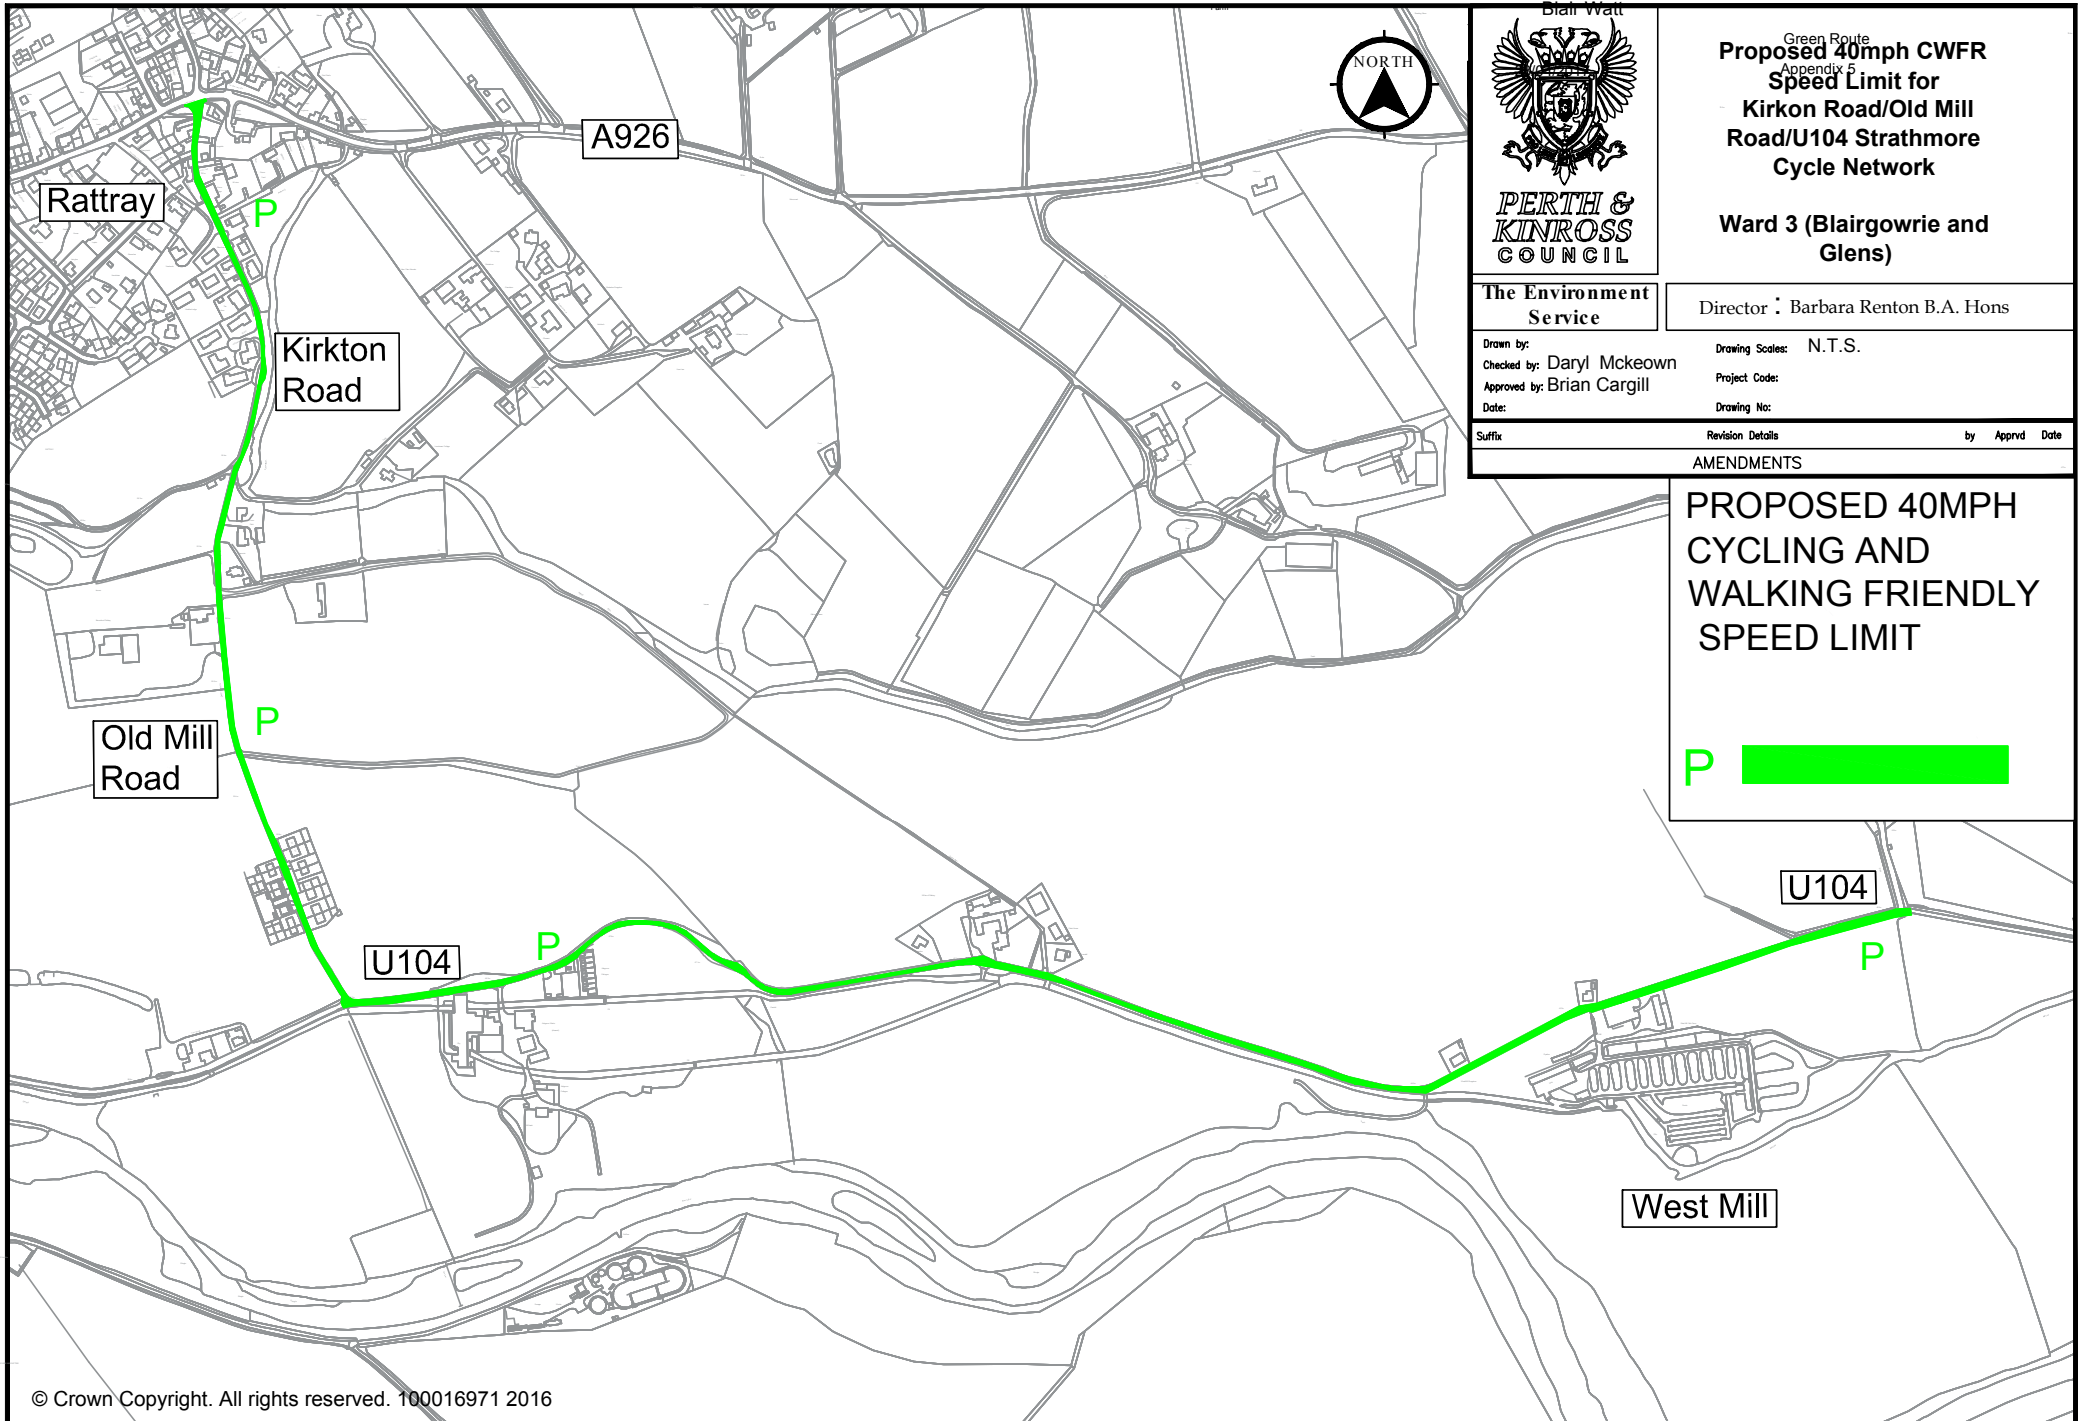 Blair Watt
NORTH
Green Route
Appendix 5
Proposed 40mph CWFR
Speed Limit for
Kirkon Road/Old Mill
Road/U104 Strathmore
Cycle Network
Ward 3 (Blairgowrie and
Glens)
PERTH &
KINROSS
COUNCIL
The Environment
Service
Director : Barbara Renton B.A. Hons
Drawn by:
Checked by: Daryl Mckeown
Approved by: Brian Cargill
Date:
Drawing Scales: N.T.S.
Project Code:
Drawing No:
Suffix Revision Details by Apprvd Date
AMENDMENTS
PROPOSED 40MPH
CYCLING AND
WALKING FRIENDLY
SPEED LIMIT
P
A926
Rattray
P
Kirkton
Road
P
Old Mill
Road
U104
P
U104
P
West Mill
© Crown Copyright. All rights reserved. 100016971 2016